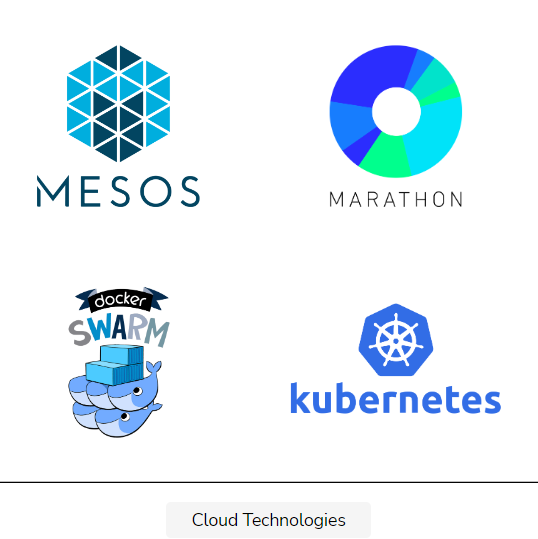 MESOS
MARATHON
docker
SWARM
kubernetes
Cloud Technologies